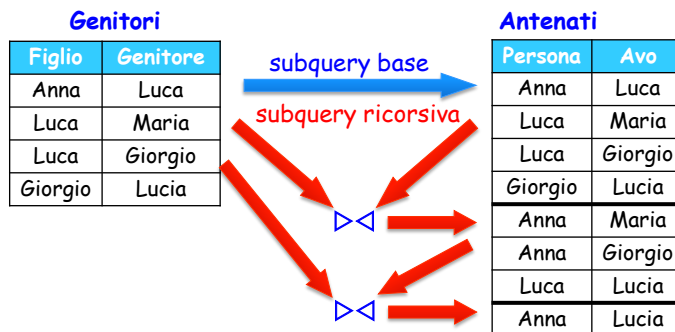 Genitori
Figlio Genitore
Anna Luca
Luca Maria
Luca Giorgio
Giorgio Lucia
subquery base
subquery ricorsiva
Antenati
Persona Avo
Anna Luca
Luca Maria
Luca Giorgio
Giorgio Lucia
Anna Maria
Anna Giorgio
Luca Lucia
Anna Lucia